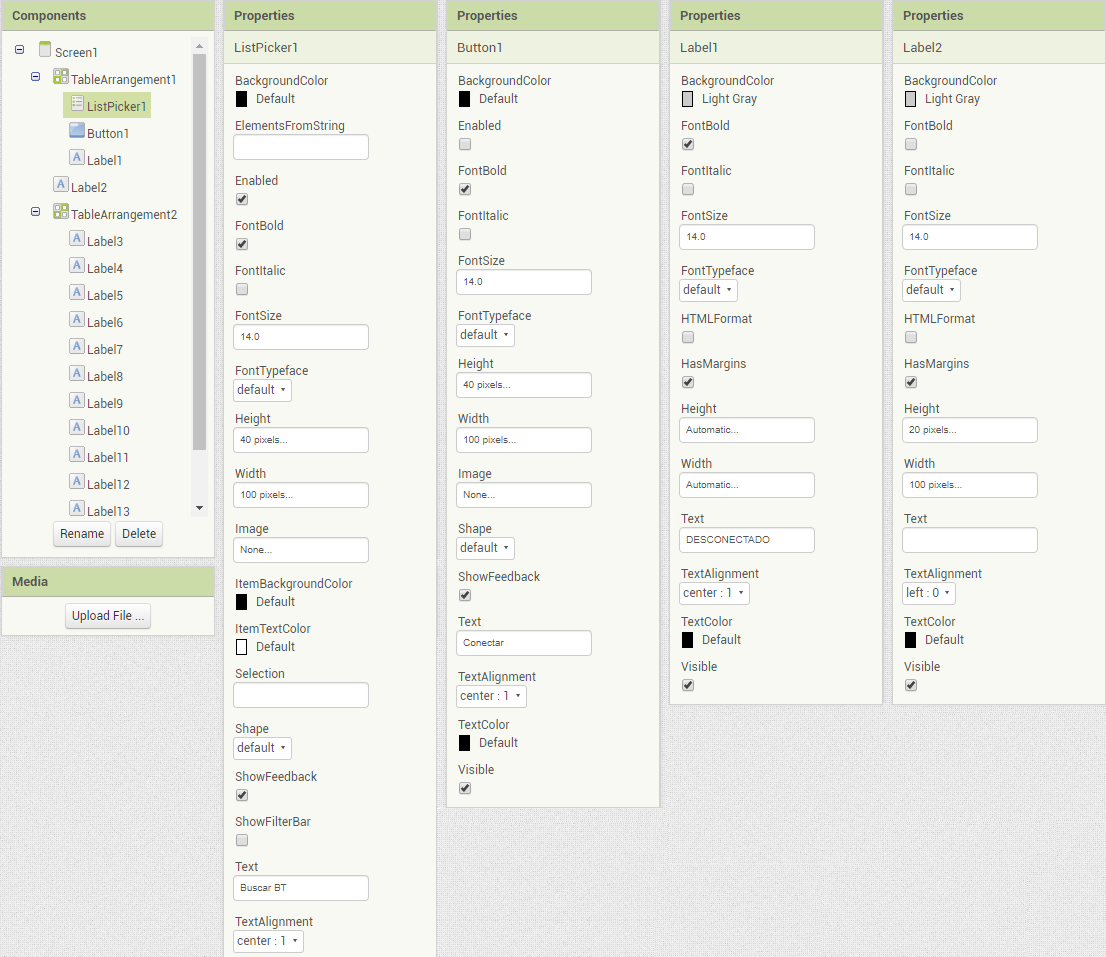 Components
Screen1
TableArrangement1
ListPicker1
Button1
Label1
Label2
TableArrangement2
Label3
Label4
Label5
Label6
Label7
Label8
Label9
Label10
Label11
Label12
Label13
Rename Delete
Media
Upload File ...
Properties
ListPicker1
BackgroundColor
Default
ElementsFromString
Enabled
FontBold
FontItalic
FontSize
14.0
FontTypeface
default
Height
40 pixels...
Width
100 pixels...
Image
None...
ItemBackgroundColor
Default
ItemTextColor
Default
Selection
Shape
default
ShowFeedback
ShowFilterBar
Text
Buscar BT
TextAlignment
center : 1
Properties
Button1
BackgroundColor
Default
Enabled
FontBold
FontItalic
FontSize
14.0
FontTypeface
default
Height
40 pixels...
Width
100 pixels...
Image
None...
Shape
default
ShowFeedback
Text
Conectar
TextAlignment
center : 1
TextColor
Default
Visible
Properties
Label1
BackgroundColor
Light Gray
FontBold
FontItalic
FontSize
14.0
FontTypeface
default
HTMLFormat
HasMargins
Height
Automatic...
Width
Automatic...
Text
DESCONECTADO
TextAlignment
center : 1
TextColor
Default
Visible
Properties
Label2
BackgroundColor
Light Gray
FontBold
FontItalic
FontSize
14.0
FontTypeface
default
HTMLFormat
HasMargins
Height
20 pixels...
Width
100 pixels...
Text
TextAlignment
left : 0
TextColor
Default
Visible